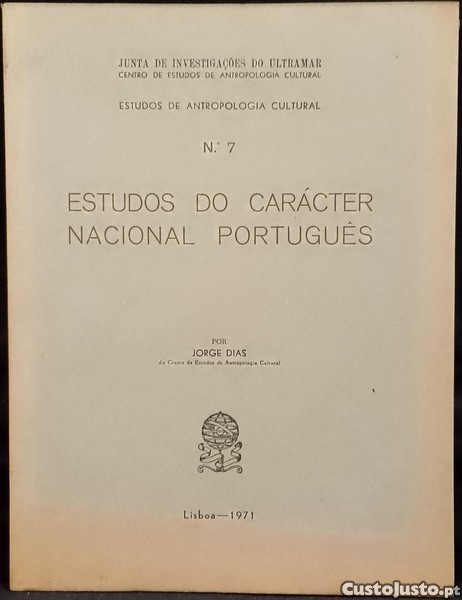 JUNTA DE INVESTIGAÇÕES DO ULTRAMAR
CENTRO DE ESTUDOS DE ANTROPOLOGIA CULTURAL
ESTUDOS DE ANTROPOLOGIA CULTURAL
N.º 7
ESTUDOS DO CARÁCTER
NACIONAL PORTUGUÊS
POR
JORGE DIAS
do Centro de Estudos de Antropologia Cultural
Lisboa—1971
CustoJusto.pt